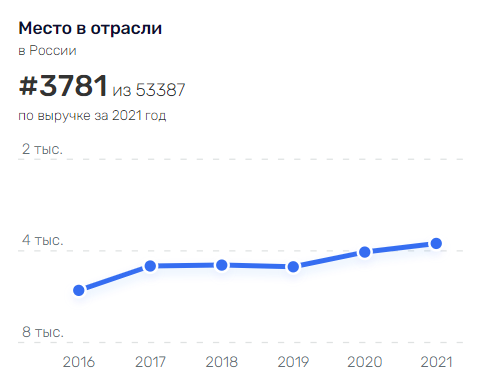 Место в отрасли
в России
#3781 из 53387
по выручке за 2021 год
2 тыс.
4 тыс.
8 тыс.
2016 2017 2018 2019 2020 2021